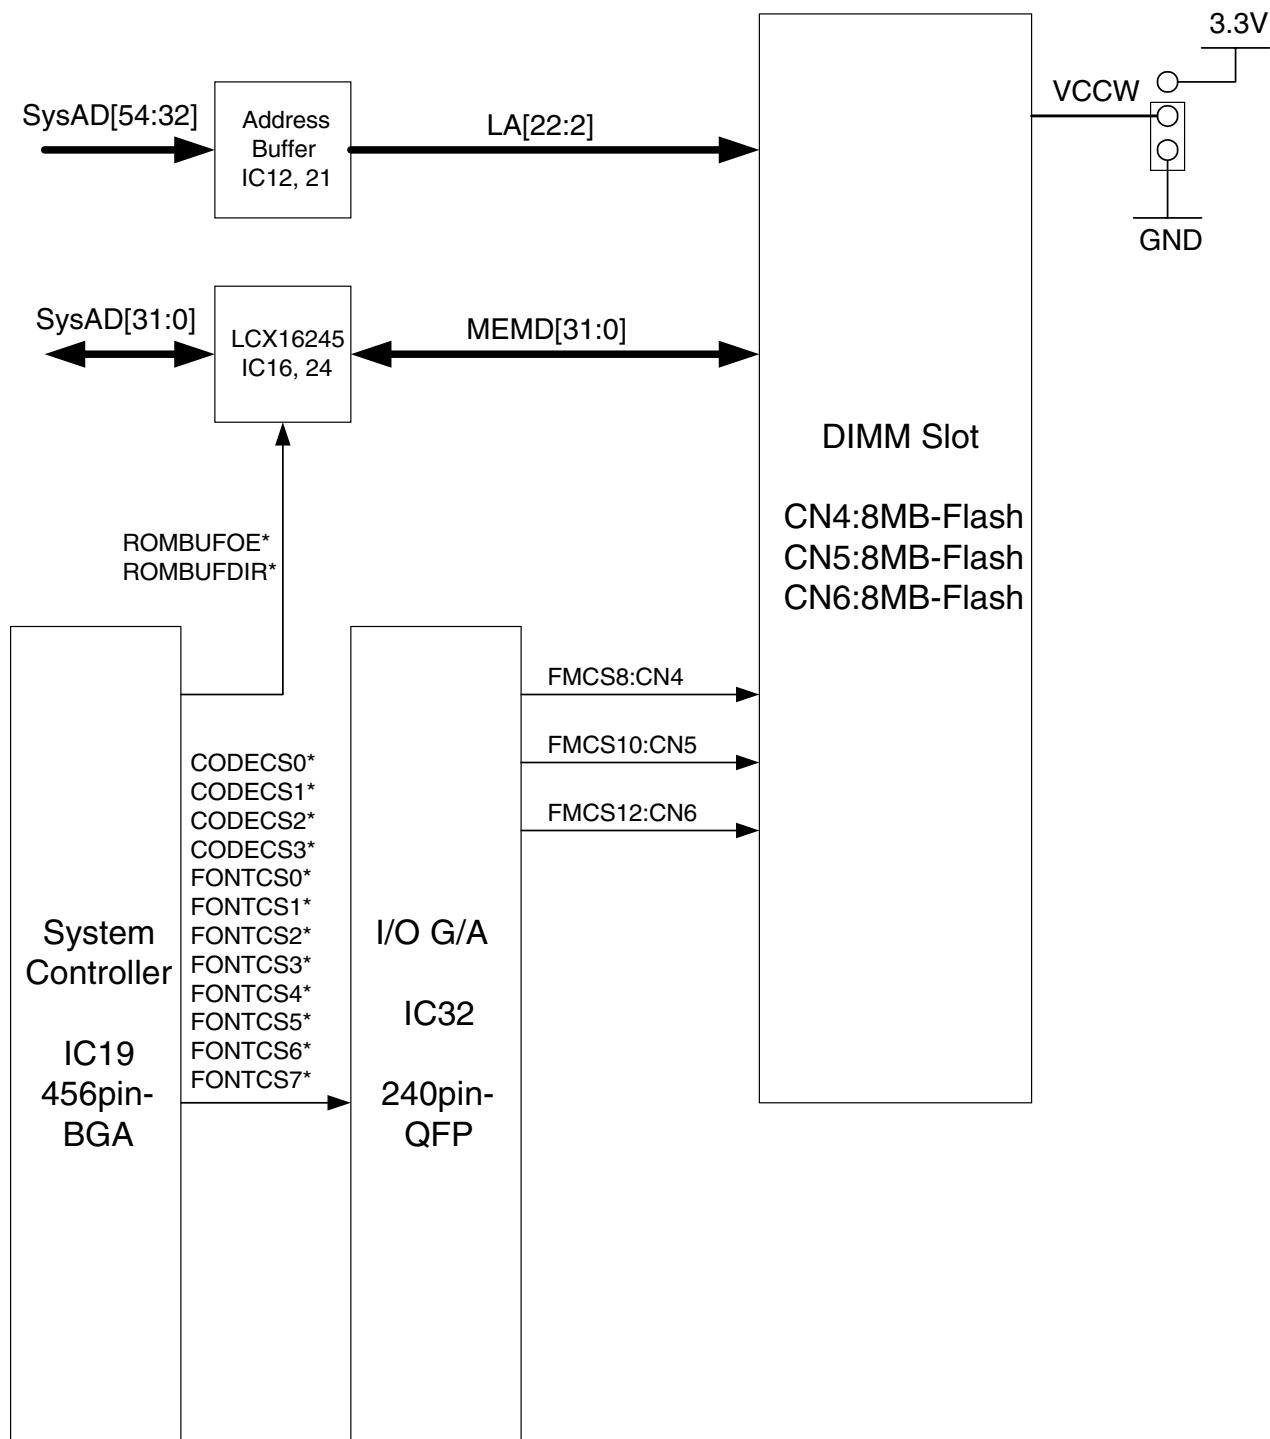 3.3V
VCCW
GND
SysAD[54:32]
Address
Buffer
IC12, 21
LA[22:2]
SysAD[31:0]
LCX16245
IC16, 24
MEMD[31:0]
DIMM Slot
CN4:8MB-Flash
CN5:8MB-Flash
CN6:8MB-Flash
ROMBUFOE*
ROMBUFDIR*
FMCS8:CN4
FMCS10:CN5
FMCS12:CN6
CODECS0*
CODECS1*
CODECS2*
CODECS3*
FONTCS0*
FONTCS1*
FONTCS2*
FONTCS3*
FONTCS4*
FONTCS5*
FONTCS6*
FONTCS7*
System
Controller
IC19
456pin-
BGA
I/O G/A
IC32
240pin-
QFP